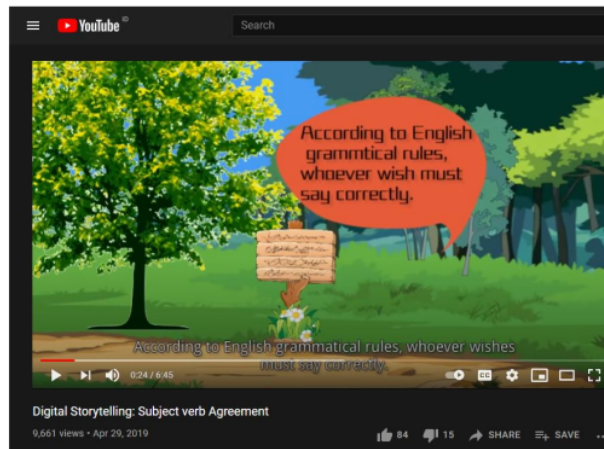 YouTube ID
Search
According to English
grammtical rules,
whoever wish must
say correctly.
According to English grammatical rules, whoever wishes
must say correctly.
0:24 / 6:45
CC
Digital Storytelling: Subject verb Agreement
9,661 views • Apr 29, 2019
84
15
SHARE
SAVE